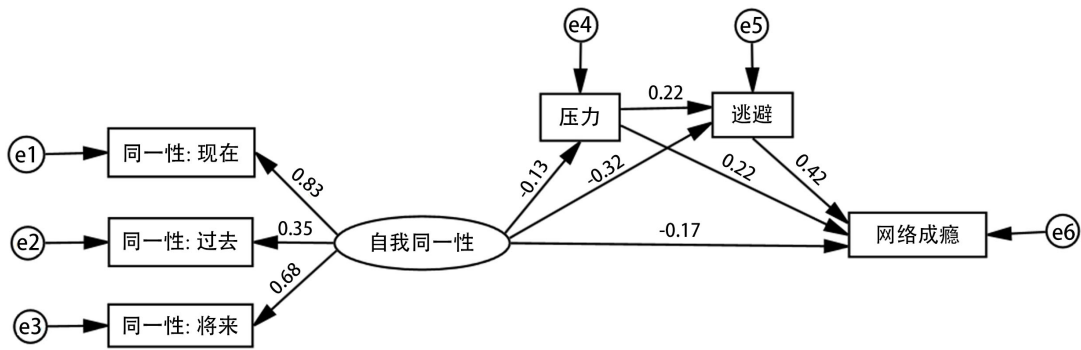 e4
e5
压力
0.22
逃避
e1
同一性: 现在
0.83
-0.13
-0.32
0.22
0.42
e2
同一性: 过去
0.35
自我同一性
-0.17
网络成瘾
e6
0.68
e3
同一性: 将来